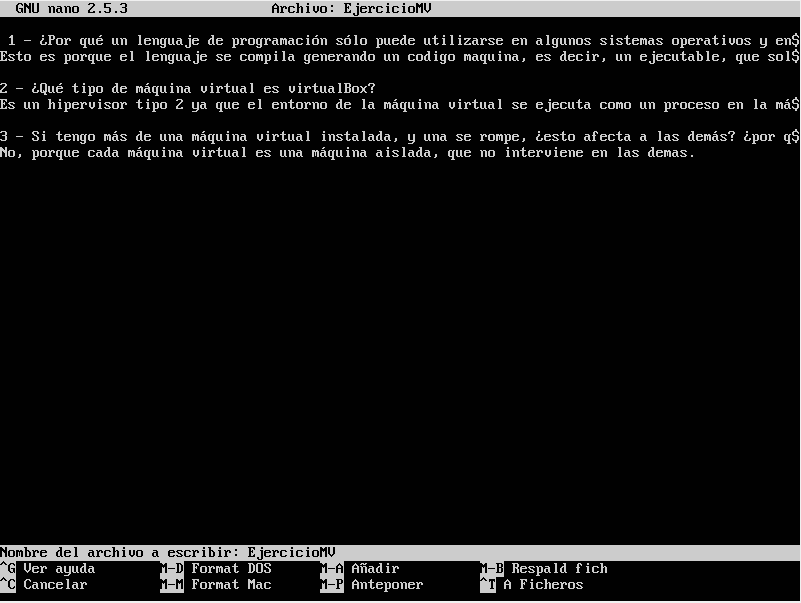 GNU nano 2.5.3 Archivo: EjercicioMV
1 - ¿Por qué un lenguaje de programación sólo puede utilizarse en algunos sistemas operativos y en$
Esto es porque el lenguaje se compila generando un codigo maquina, es decir, un ejecutable, que sol$
2 - ¿Qué tipo de máquina virtual es virtualBox?
Es un hipervisor tipo 2 ya que el entorno de la máquina virtual se ejecuta como un proceso en la má$
3 - Si tengo más de una máquina virtual instalada, y una se rompe, ¿esto afecta a las demás? ¿por q$
No, porque cada máquina virtual es una máquina aislada, que no interviene en las demas.
Nombre del archivo a escribir: EjercicioMV
^G Ver ayuda M-D Format DOS M-A Añadir M-B Respald fich
^C Cancelar M-M Format Mac M-P Anteponer ^T A Ficheros